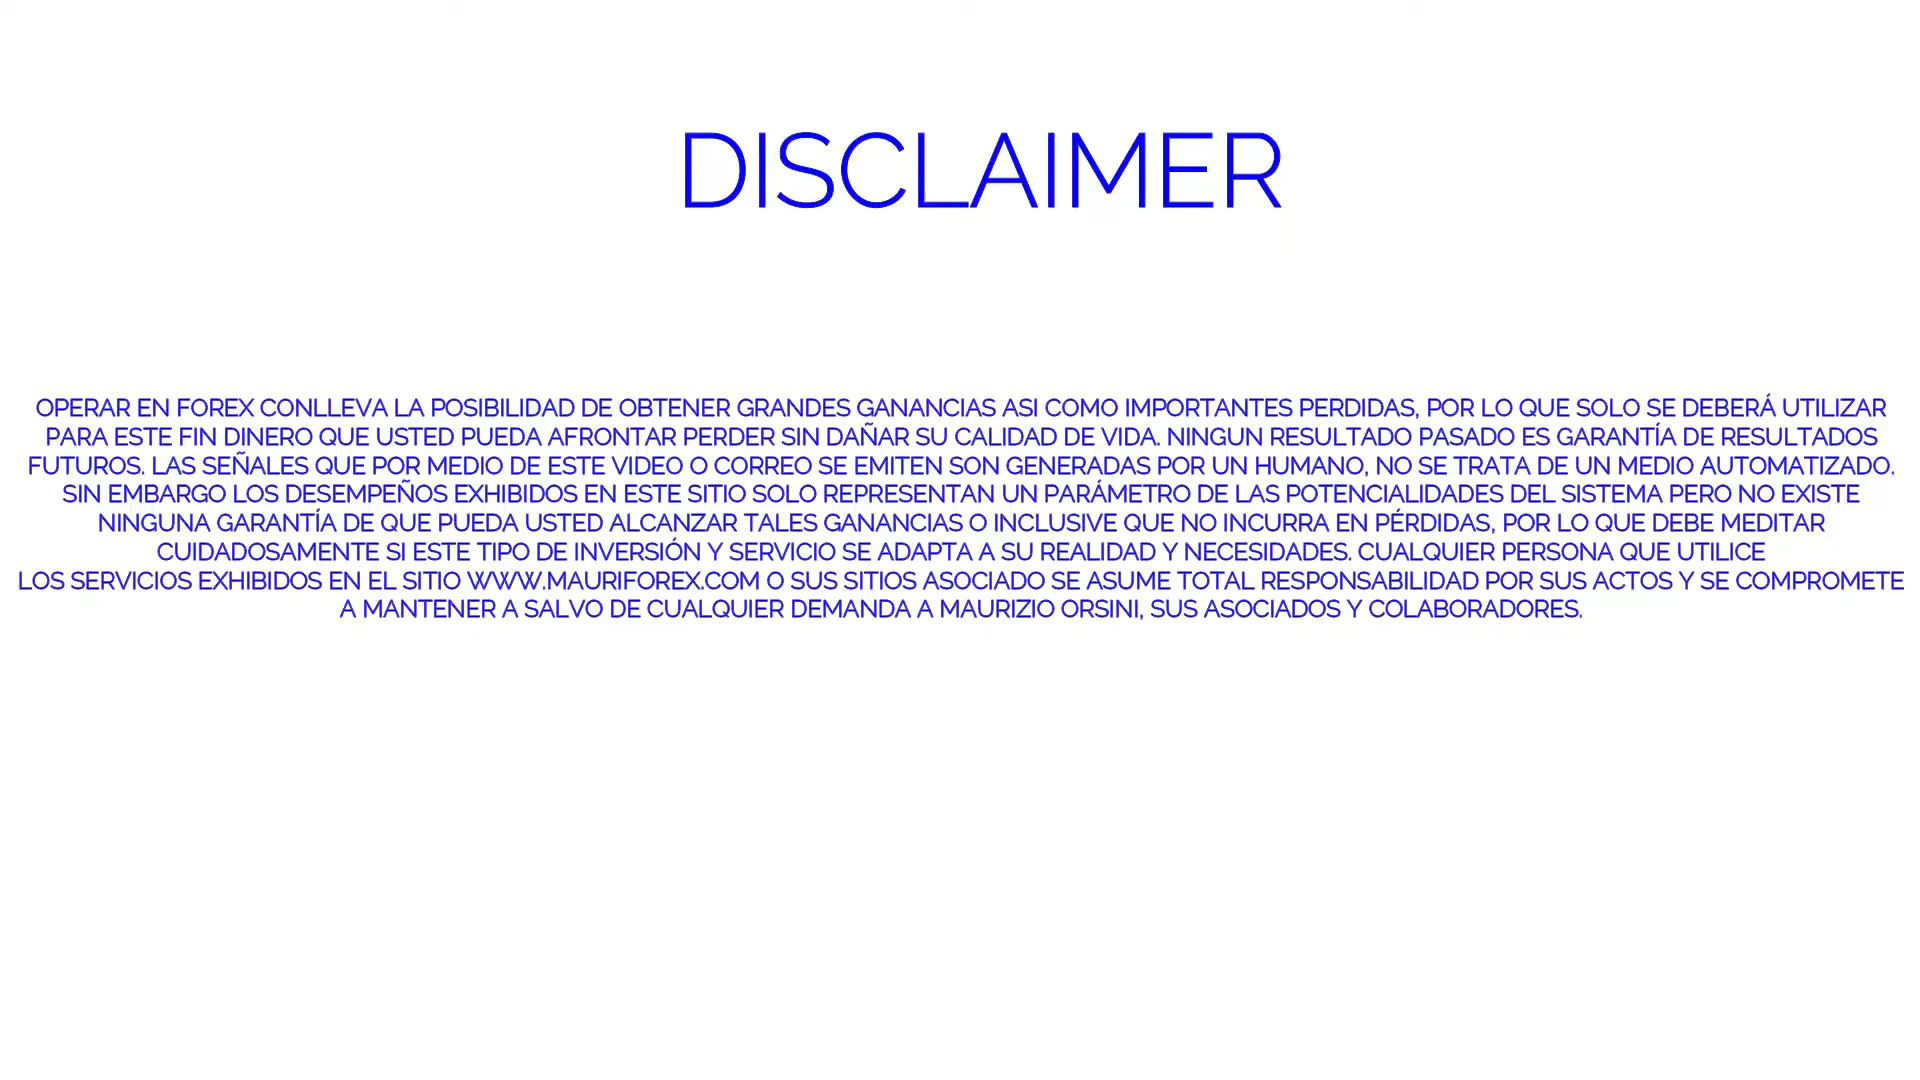 DISCLAIMER
OPERAR EN FOREX CONLLEVA LA POSIBILIDAD DE OBTENER GRANDES GANANCIAS ASI COMO IMPORTANTES PERDIDAS, POR LO QUE SOLO SE DEBERÁ UTILIZAR
PARA ESTE FIN DINERO QUE USTED PUEDA AFRONTAR PERDER SIN DAÑAR SU CALIDAD DE VIDA. NINGUN RESULTADO PASADO ES GARANTÍA DE RESULTADOS
FUTUROS. LAS SEÑALES QUE POR MEDIO DE ESTE VIDEO O CORREO SE EMITEN SON GENERADAS POR UN HUMANO, NO SE TRATA DE UN MEDIO AUTOMATIZADO.
SIN EMBARGO LOS DESEMPEÑOS EXHIBIDOS EN ESTE SITIO SOLO REPRESENTAN UN PARÁMETRO DE LAS POTENCIALIDADES DEL SISTEMA PERO NO EXISTE
NINGUNA GARANTÍA DE QUE PUEDA USTED ALCANZAR TALES GANANCIAS O INCLUSIVE QUE NO INCURRA EN PÉRDIDAS, POR LO QUE DEBE MEDITAR
CUIDADOSAMENTE SI ESTE TIPO DE INVERSIÓN Y SERVICIO SE ADAPTA A SU REALIDAD Y NECESIDADES. CUALQUIER PERSONA QUE UTILICE
LOS SERVICIOS EXHIBIDOS EN EL SITIO WWW.MAURIFOREX.COM O SUS SITIOS ASOCIADO SE ASUME TOTAL RESPONSABILIDAD POR SUS ACTOS Y SE COMPROMETE
A MANTENER A SALVO DE CUALQUIER DEMANDA A MAURIZIO ORSINI, SUS ASOCIADOS Y COLABORADORES.